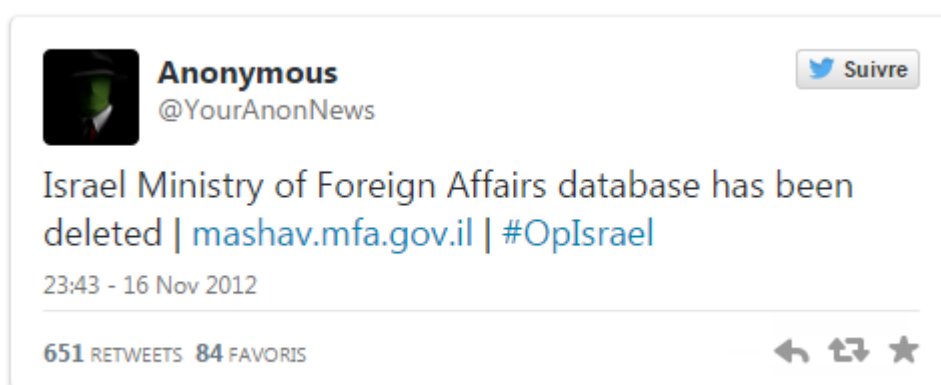 Anonymous
Suivre
@YourAnonNews
Israel Ministry of Foreign Affairs database has been
deleted | mashav.mfa.gov.il | #OpIsrael
23:43 - 16 Nov 2012
651 RETWEETS 84 FAVORIS